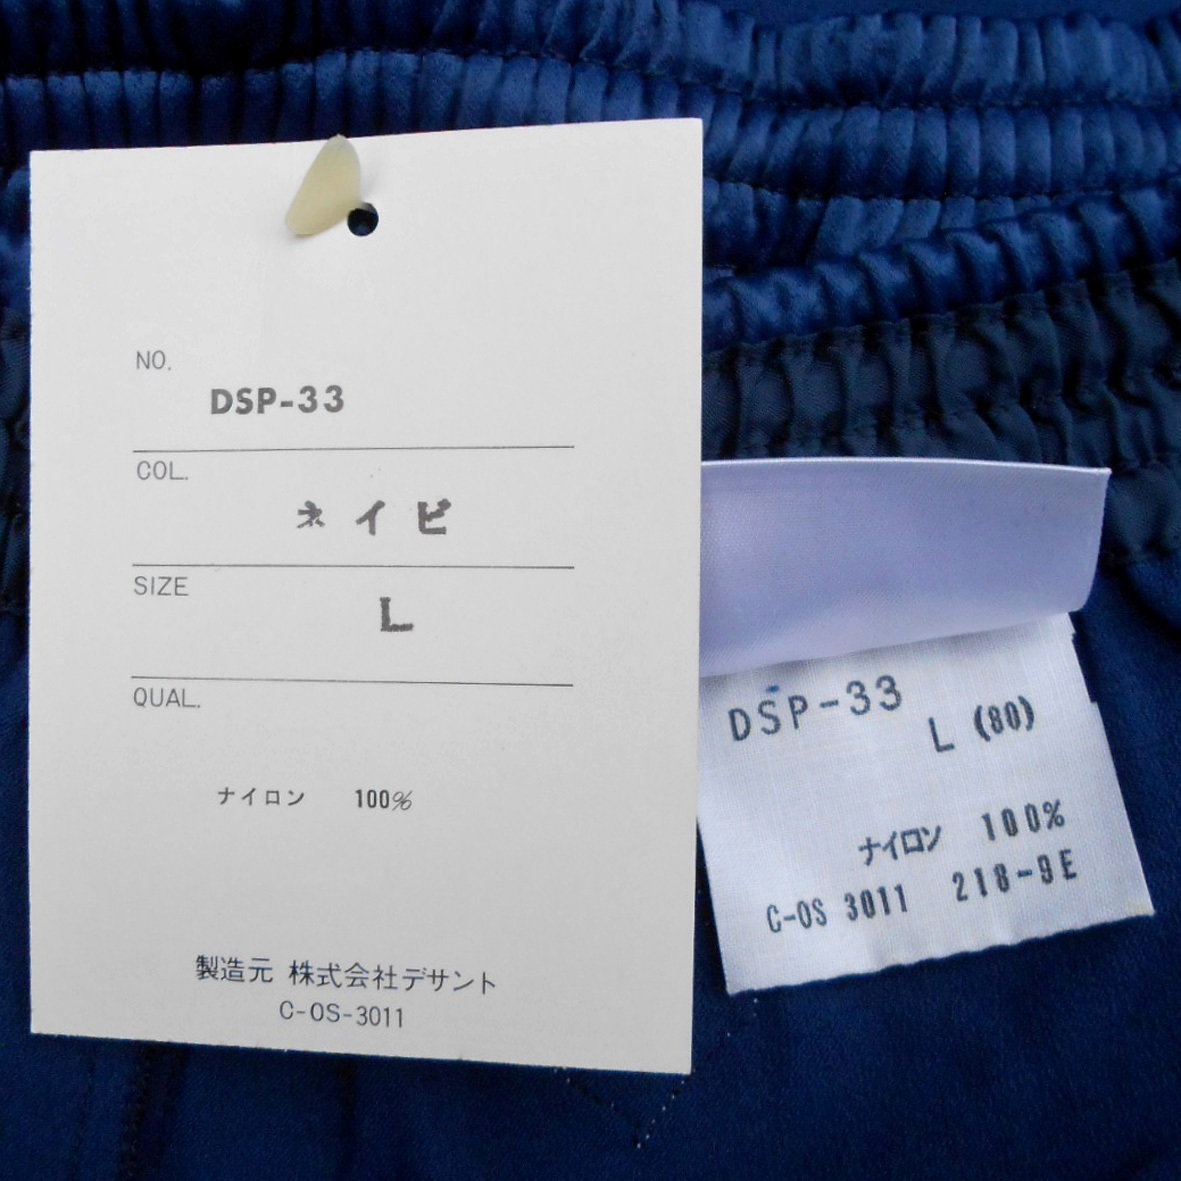 NO.
DSP-33
COL.
ネイビ
SIZE
L
QUAL.
ナイロン 100%
製造元 株式会社デサント
C-OS-3011
DSP-33
L (80)
ナイロン 100%
C-OS 3011 218-9E